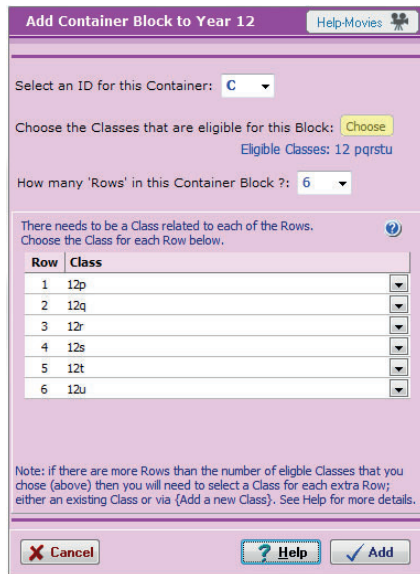 Add Container Block to Year 12
Help-Movies
Select an ID for this Container: C
Choose the Classes that are eligible for this Block: Choose
Eligible Classes: 12 pqrstu
How many 'Rows' in this Container Block ?: 6
There needs to be a Class related to each of the Rows.
Choose the Class for each Row below.
Row Class
1 12p
2 12q
3 12r
4 12s
5 12t
6 12u
Note: if there are more Rows than the number of eligble Classes that you
chose (above) then you will need to select a Class for each extra Row;
either an existing Class or via {Add a new Class}. See Help for more details.
Cancel ? Help Add